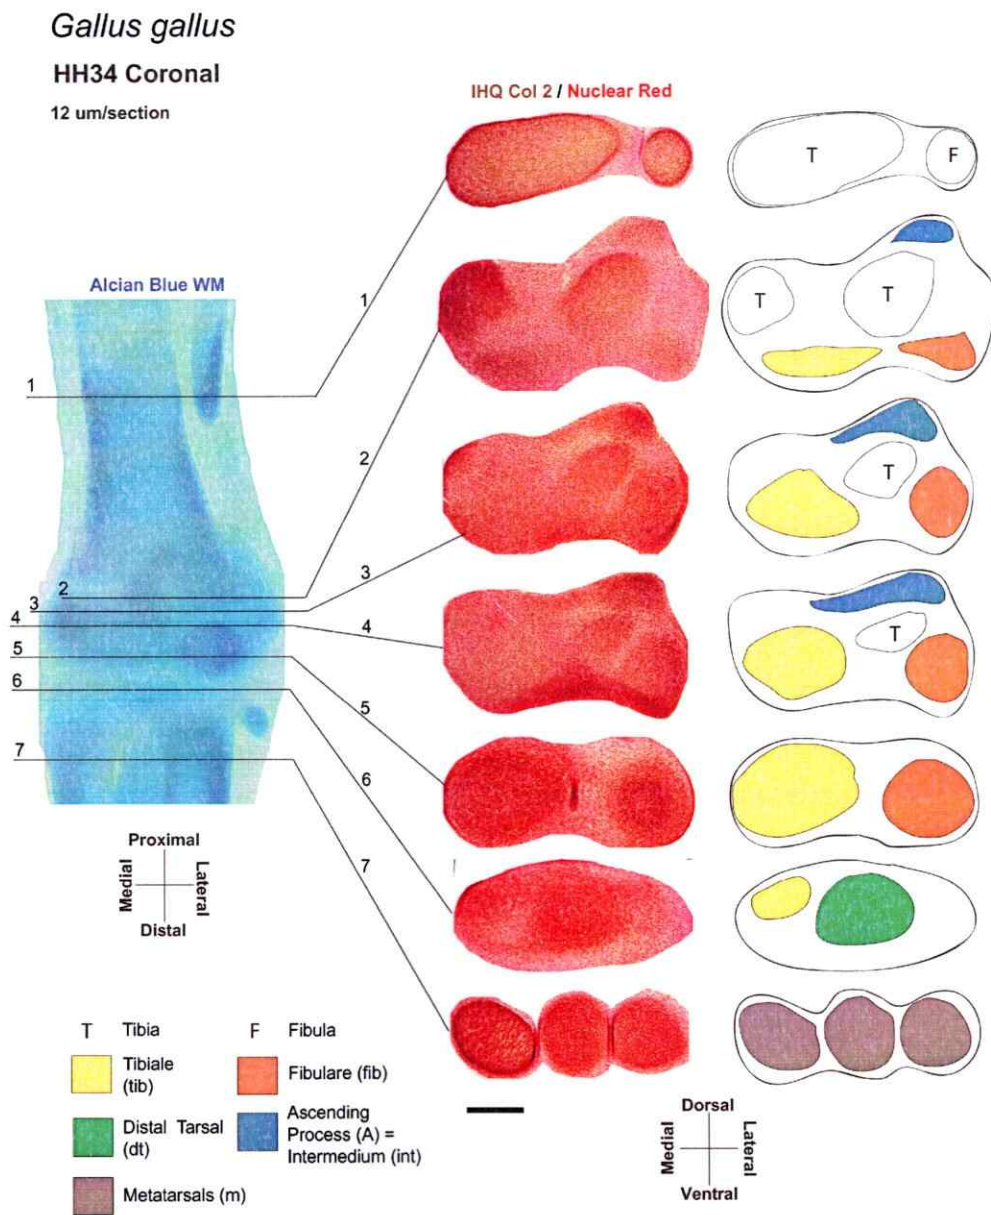 Gallus gallus
HH34 Coronal
12 um/section
IHQ Col 2 / Nuclear Red
T
F
Alcian Blue WM
1
1
T
T
2
2
3
4
5
6
7
3
T
4
T
5
6
7
Proximal
Medial
Lateral
Distal
T Tibia
F Fibula
Tibiale
(tib)
Fibulare (fib)
Distal Tarsal
(dt)
Ascending
Process (A) =
Intermedium (int)
Metatarsals (m)
Dorsal
Medial
Lateral
Ventral